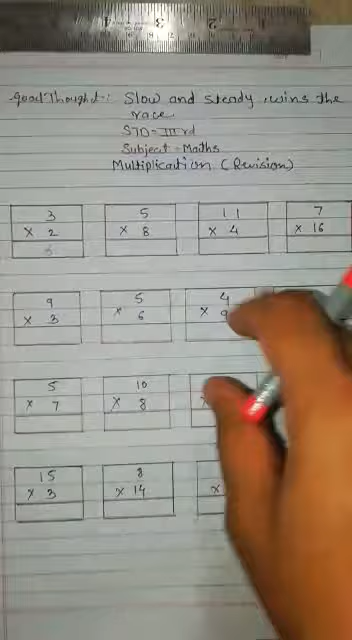 Good Thought:- Slow and steady wins the
race.
STD - III rd
Subject - Maths
Multiplication (Revision)
3 5 11 7
x 2 x 8 x 4 x 16
6
9 5 4
x 3 x 6 x 9
5 10
x 7 x 8 x
15 8
x 3 x 14 x